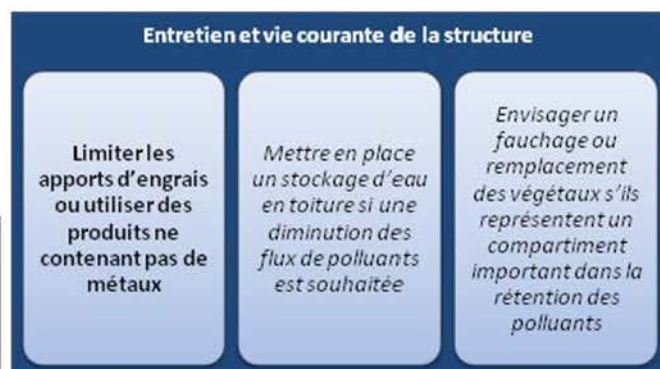 Entretien et vie courante de la structure
Limiter les
apports d'engrais
ou utiliser des
produits ne
contenant pas de
métaux
Mettre en place
un stockage d'eau
en toiture si une
diminution des
flux de polluants
est souhaitée
Envisager un
fauchage ou
remplacement
des végétaux s'ils
représentent un
compartiment
important dans la
rétention des
polluants